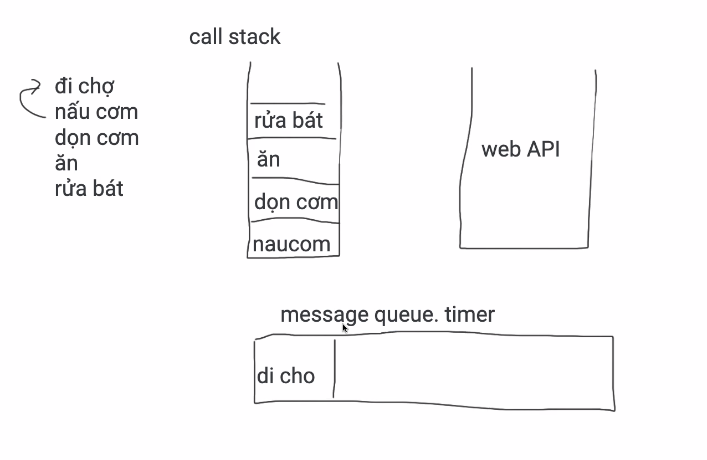 call stack
đi chợ
nấu cơm
dọn cơm
ăn
rửa bát
rửa bát
ăn
dọn cơm
naucom
web API
message queue. timer
di cho